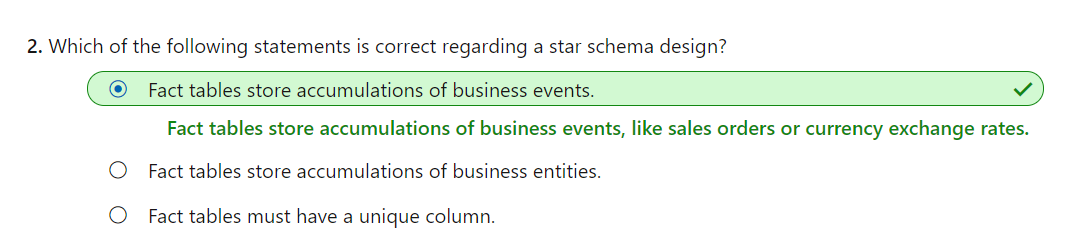 2. Which of the following statements is correct regarding a star schema design?
Fact tables store accumulations of business events.
Fact tables store accumulations of business events, like sales orders or currency exchange rates.
Fact tables store accumulations of business entities.
Fact tables must have a unique column.